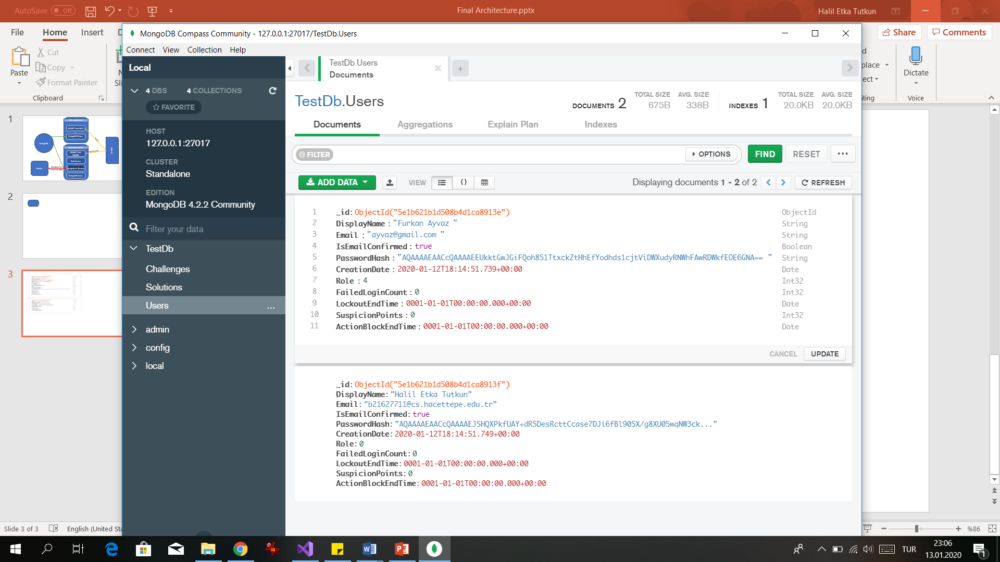 AutoSave Off
Final Architecture.pptx
Halil Etka Tutkun
File Home Insert D
Share Comments
MongoDB Compass Community - 127.0.0.1:27017/TestDb.Users
Connect View Collection Help
Paste
Cut
Copy
Format Painter
Clipboard
N
Sli
d
place
ect
iting
Dictate
Voice
Local
4 DBS 4 COLLECTIONS
FAVORITE
HOST
127.0.0.1:27017
CLUSTER
Standalone
EDITION
MongoDB 4.2.2 Community
Filter your data
TestDb
Challenges
Solutions
Users ...
admin
config
local
TestDb.Users
Documents
+
TestDb.Users
DOCUMENTS 2 TOTAL SIZE 675B AVG. SIZE 338B INDEXES 1 TOTAL SIZE 20.0KB AVG. SIZE 20.0KB
Documents Aggregations Explain Plan Indexes
FILTER OPTIONS FIND RESET ...
ADD DATA VIEW {} Displaying documents 1 - 2 of 2 REFRESH
1 _id: ObjectId("5e1b621b1d508b4d1ca8913e") ObjectId
2 DisplayName : "Furkan Ayvaz " String
3 Email : "ayvaz@gmail.com " String
4 IsEmailConfirmed : true Boolean
5 PasswordHash : "AQAAAAEAACcQAAAAEEUkktGwJGiFQoh851TtxckZtHhEfYodhds1cjtViDWXudyRNWhFAwRDWkfEOE6GNA== " String
6 CreationDate : 2020-01-12T18:14:51.739+00:00 Date
7 Role : 4 Int32
8 FailedLoginCount : 0 Int32
9 LockoutEndTime : 0001-01-01T00:00:00.000+00:00 Date
10 SuspicionPoints : 0 Int32
11 ActionBlockEndTime : 0001-01-01T00:00:00.000+00:00 Date
CANCEL UPDATE
_id: ObjectId("5e1b621b1d508b4d1ca8913f")
DisplayName: "Halil Etka Tutkun"
Email: "b21627711@cs.hacettepe.edu.tr"
IsEmailConfirmed: true
PasswordHash: "AQAAAAEAACcQAAAAEJSHQXPkfUAY+dR5DesRcttCcase7DJi6fBl905X/g8XU05wqNW3ck..."
CreationDate: 2020-01-12T18:14:51.749+00:00
Role: 0
FailedLoginCount: 0
LockoutEndTime: 0001-01-01T00:00:00.000+00:00
SuspicionPoints: 0
ActionBlockEndTime: 0001-01-01T00:00:00.000+00:00
1
2
3
Slide 3 of 3 English (United Sta
%86
TUR
23:06
13.01.2020
1